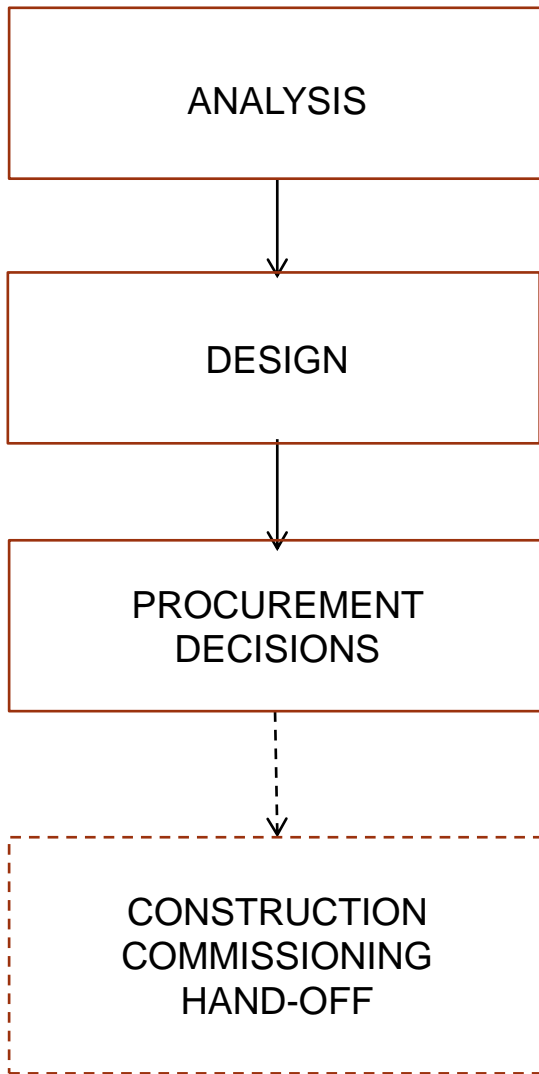 ANALYSIS
DESIGN
PROCUREMENT
DECISIONS
CONSTRUCTION
COMMISSIONING
HAND-OFF